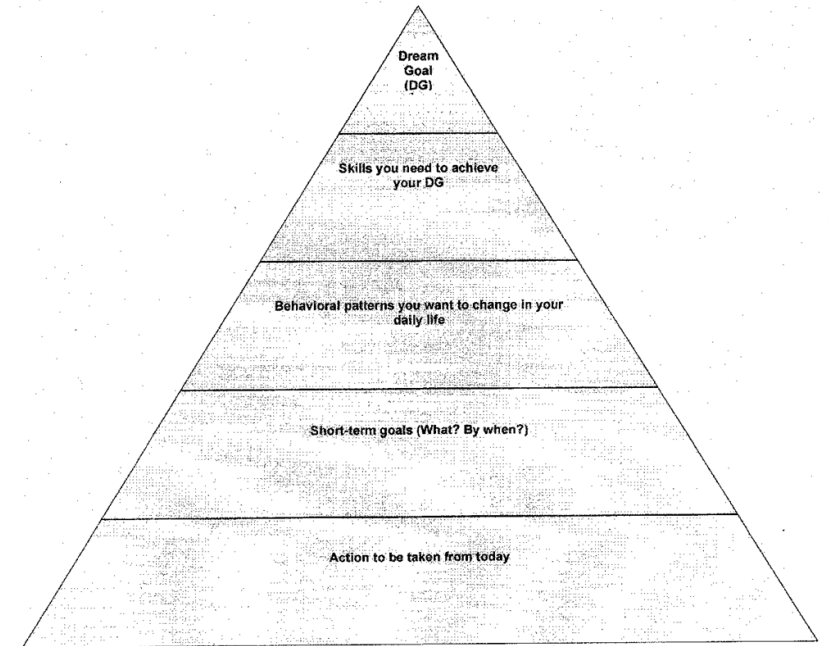 Dream
Goal
(DG)
Skills you need to achieve
your DG
Behavioral patterns you want to change in your
daily life
Short-term goals (What? By when?)
Action to be taken from today